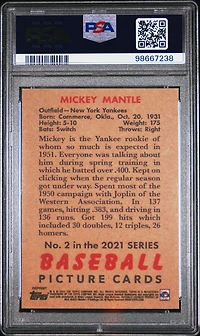 PSA
98667238
MICKEY MANTLE
Outfield—New York Yankees
Born: Commerce, Okla., Oct. 20, 1931
Height: 5-10 Weight: 175
Bats: Switch Throws: Right
Mickey is the Yankee rookie of
whom so much is expected in
1951. Everyone was talking about
him during spring training in
which he batted over .400. Kept on
clicking when the regular season
got under way. Spent most of the
1950 campaign with Joplin of the
Western Association. In 137
games, hitting .383, and driving in
136 runs. Got 199 hits which
included 30 doubles, 12 triples, 26
homers.
No. 2 in the 2021 SERIES
BASEBALL
PICTURE CARDS
REPRINT
Topps